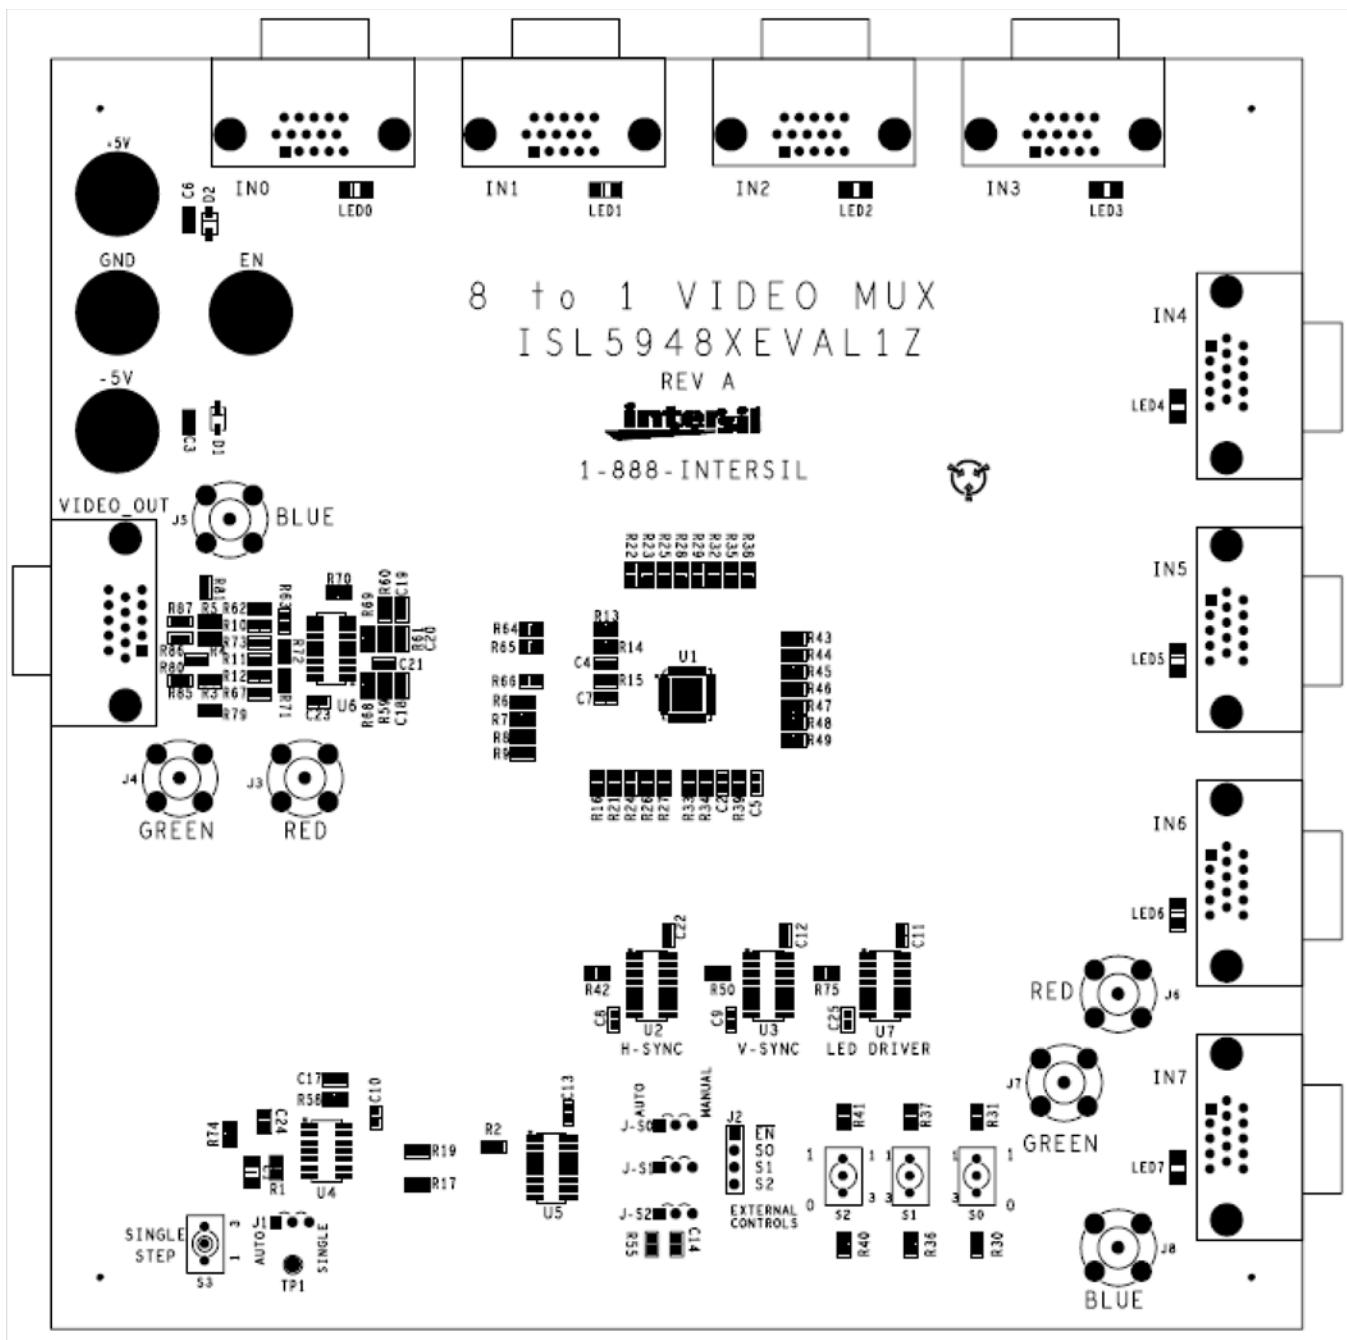 +5V
C6
D2
IN0
LED0
IN1
LED1
IN2
LED2
IN3
LED3
GND
EN
8 to 1 VIDEO MUX
ISL5948XEVAL1Z
REV A
intersil
1-888-INTERSIL
-5V
C3
D1
IN4
LED4
VIDEO_OUT
J5
BLUE
IN5
LED5
R22
R23
R25
R28
R29
R32
R35
R38
R81
R63
R70
R69
R60
C19
R87
R5
R62
R10
R73
R86
R4
R11
R72
R61
C20
R80
R12
C21
R85
R3
R67
R79
R71
C23
U6
R68
R59
C18
R64
R65
R66
R6
R7
R8
R9
R13
R14
C4
R15
C7
U1
R43
R44
R45
R46
R47
R48
R49
R16
R21
R24
R26
R27
R33
R34
C2
R39
C5
J4
GREEN
J3
RED
IN6
LED6
C22
C12
C11
R42
R50
R75
C8
U2
C9
U3
C25
U7
H-SYNC
V-SYNC
LED DRIVER
RED
J6
J7
GREEN
IN7
LED7
J8
BLUE
C17
R58
C10
R74
C24
R1
U4
R19
R17
R2
C13
U5
AUTO
MANUAL
J-S0
J-S1
J-S2
J2
EN
S0
S1
S2
EXTERNAL
CONTROLS
R55
C14
R41
R37
R31
1
1
1
1
1
0
3
3
3
0
S2
S1
S0
R40
R36
R30
SINGLE
STEP
3
1
S3
J1
AUTO
SINGLE
TP1